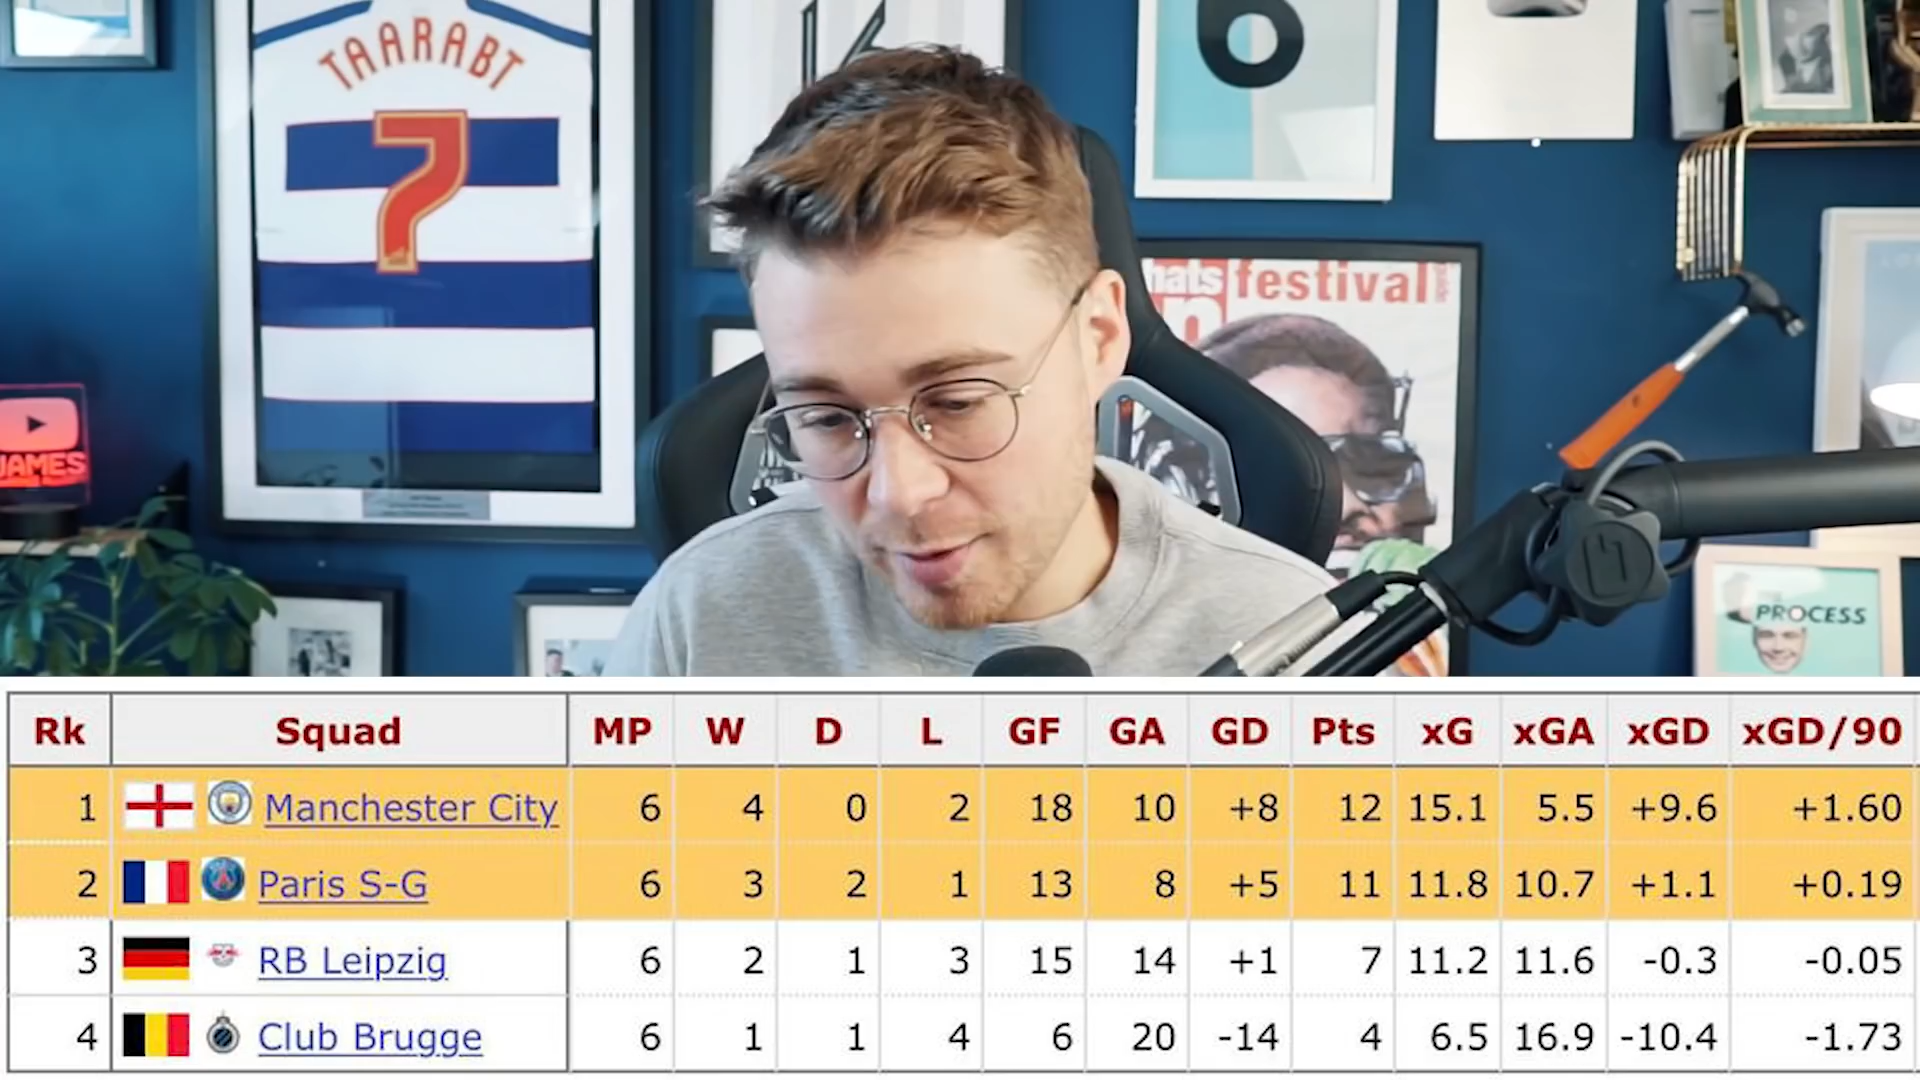 TAARABT
7
16
6
hats festival
JAMES
PROCESS
Rk Squad MP W D L GF GA GD Pts xG xGA xGD xGD/90
1 Manchester City 6 4 0 2 18 10 +8 12 15.1 5.5 +9.6 +1.60
2 Paris S-G 6 3 2 1 13 8 +5 11 11.8 10.7 +1.1 +0.19
3 RB Leipzig 6 2 1 3 15 14 +1 7 11.2 11.6 -0.3 -0.05
4 Club Brugge 6 1 1 4 6 20 -14 4 6.5 16.9 -10.4 -1.73